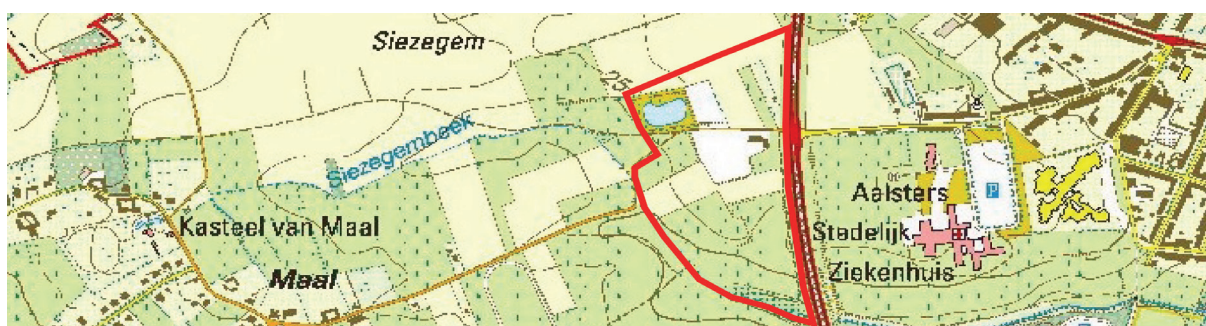 Siezegem
25
Siezegembeek
Kasteel van Maal
Maal
Aalsters
Stedelijk
Ziekenhuis
P